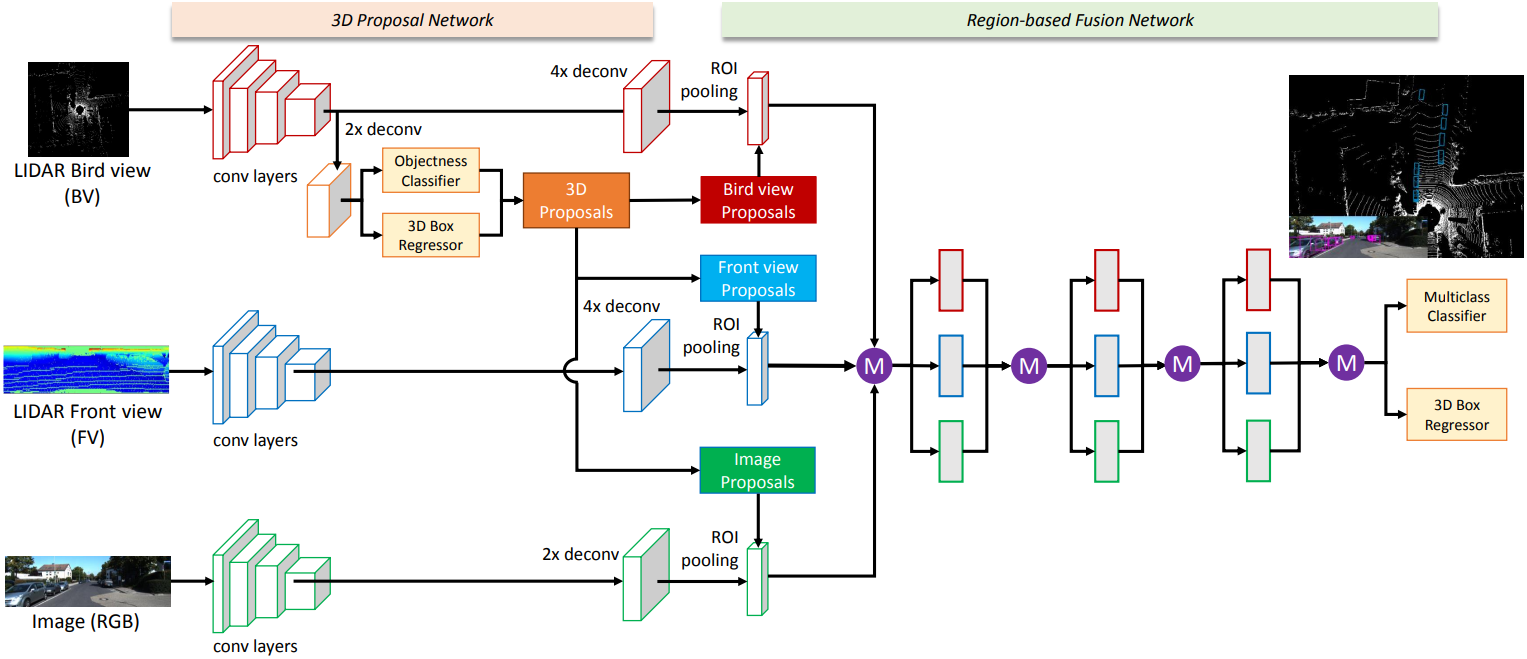 3D Proposal Network
Region-based Fusion Network
LIDAR Bird view
(BV)
conv layers
2x deconv
4x deconv
ROI
pooling
Objectness
Classifier
3D Box
Regressor
3D
Proposals
Bird view
Proposals
Front view
Proposals
LIDAR Front view
(FV)
conv layers
4x deconv
ROI
pooling
Image
Proposals
Image (RGB)
conv layers
2x deconv
ROI
pooling
M
M
M
M
Multiclass
Classifier
3D Box
Regressor